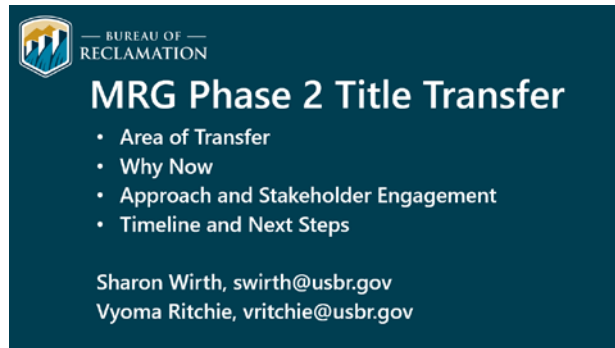 — BUREAU OF —
RECLAMATION
MRG Phase 2 Title Transfer
• Area of Transfer
• Why Now
• Approach and Stakeholder Engagement
• Timeline and Next Steps
Sharon Wirth, swirth@usbr.gov
Vyoma Ritchie, vritchie@usbr.gov